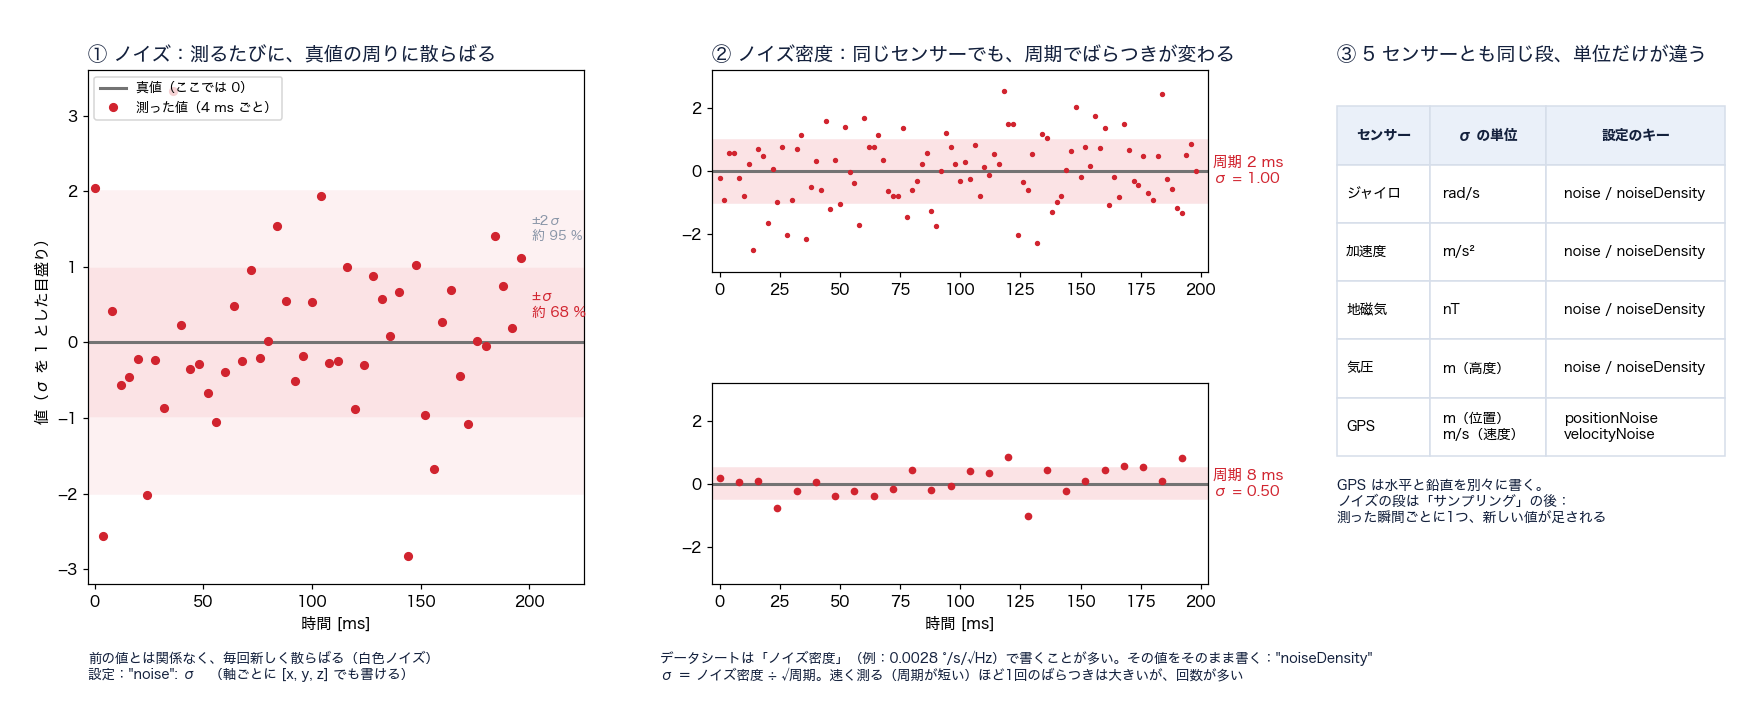 ① ノイズ：測るたびに、真値の周りに散らばる
真値（ここでは 0）
測った値（4 ms ごと）
±2σ
約 95 %
±σ
約 68 %
値（σ を 1 とした目盛り）
3
2
1
0
−1
−2
−3
0 50 100 150 200
時間 [ms]
前の値とは関係なく、毎回新しく散らばる（白色ノイズ）
設定："noise": σ　（軸ごとに [x, y, z] でも書ける）
② ノイズ密度：同じセンサーでも、周期でばらつきが変わる
2
0
−2
0 25 50 75 100 125 150 175 200
周期 2 ms
σ = 1.00
2
0
−2
0 25 50 75 100 125 150 175 200
周期 8 ms
σ = 0.50
時間 [ms]
データシートは「ノイズ密度」（例：0.0028 °/s/√Hz）で書くことが多い。その値をそのまま書く："noiseDensity"
σ = ノイズ密度 ÷ √周期。速く測る（周期が短い）ほど1回のばらつきは大きいが、回数が多い
③ 5 センサーとも同じ段、単位だけが違う
センサー σ の単位 設定のキー
ジャイロ rad/s noise / noiseDensity
加速度 m/s² noise / noiseDensity
地磁気 nT noise / noiseDensity
気圧 m（高度） noise / noiseDensity
GPS m（位置） positionNoise
m/s（速度） velocityNoise
GPS は水平と鉛直を別々に書く。
ノイズの段は「サンプリング」の後：
測った瞬間ごとに1つ、新しい値が足される